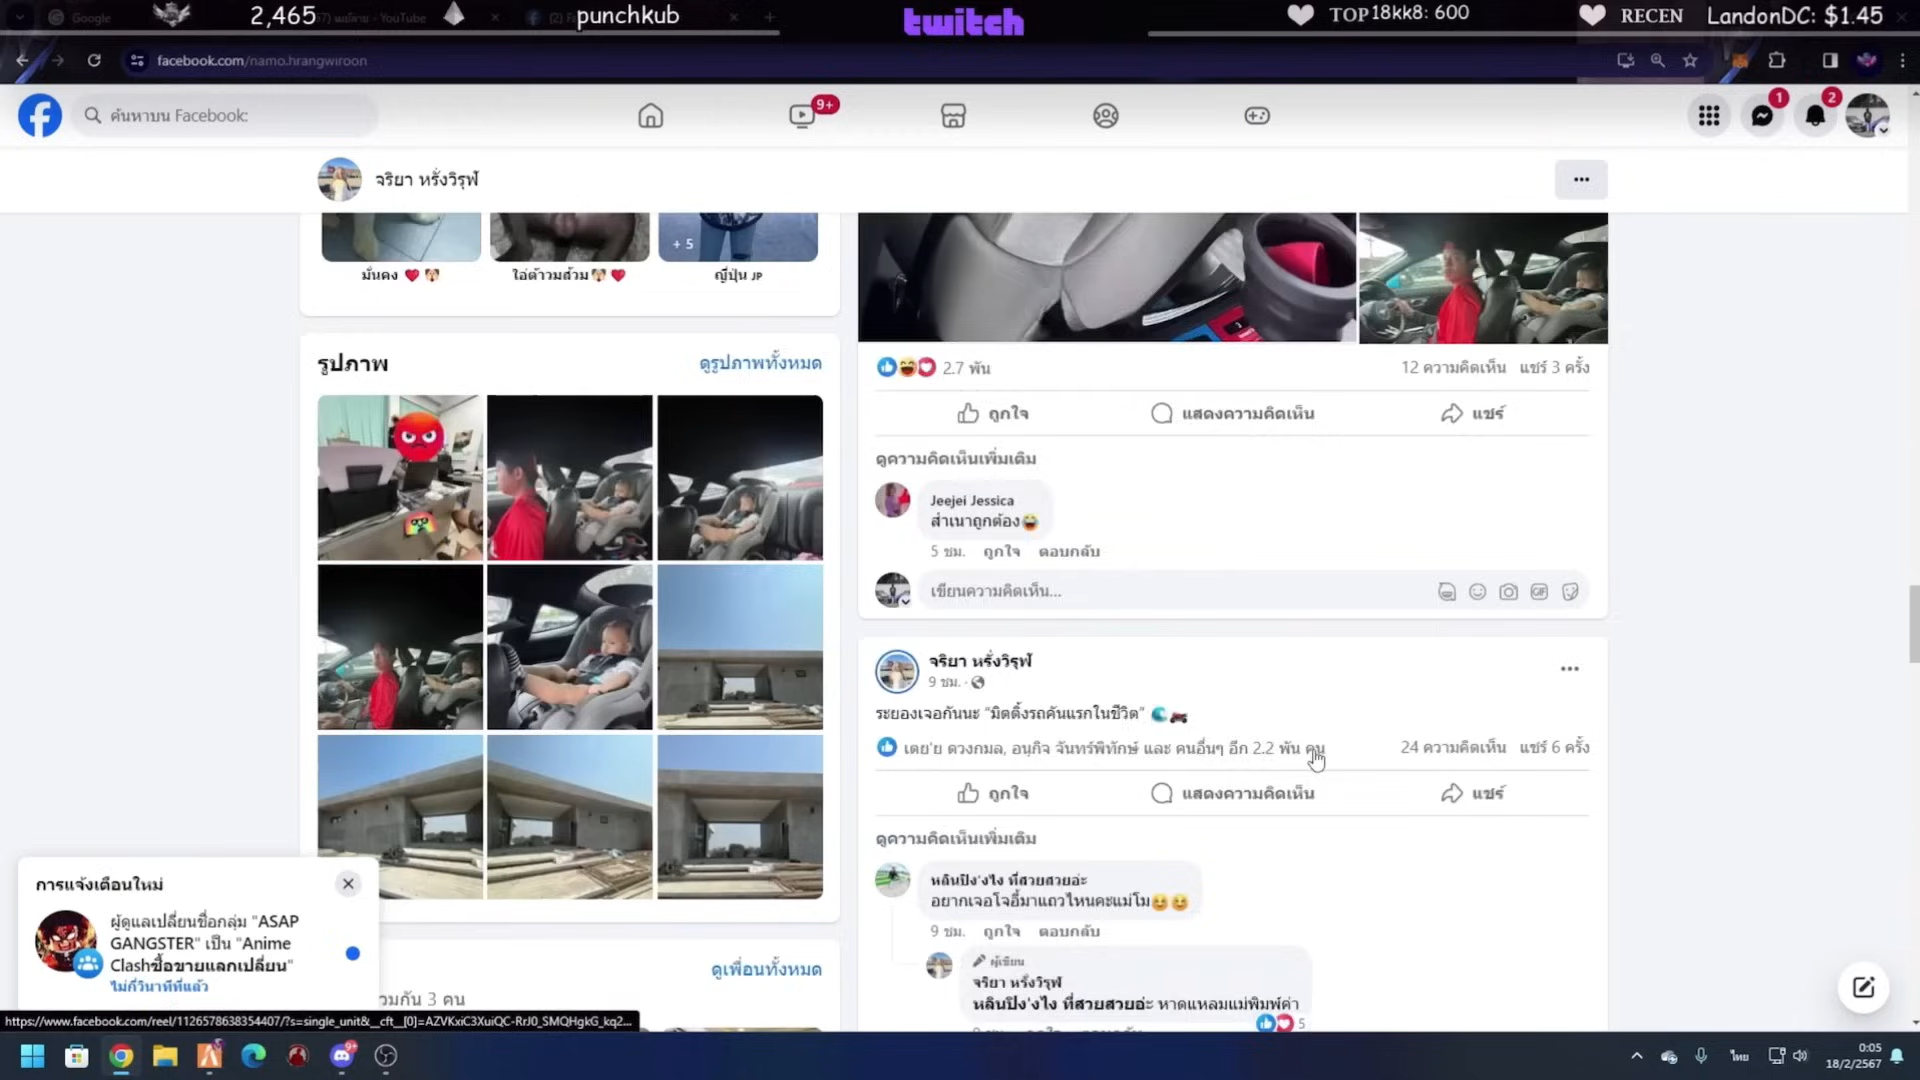 Google
2,465
แม่โลาม - YouTube
punchkub
twitch
TOP 18kk8: 600
RECEN
LandonDC: $1.45
facebook.com/namo.hrangwiroon
ค้นหาบน Facebook:
9+
1
2
จริยา หรั่งวิรุฬ
+ 5
มั่นคง ❤️ 🐶
ไอ่ต้าวมส้วม🐶❤️
ญี่ปุ่น JP
รูปภาพ
ดูรูปภาพทั้งหมด
2.7 พัน
12 ความคิดเห็น
แชร์ 3 ครั้ง
ถูกใจ
แสดงความคิดเห็น
แชร์
ดูความคิดเห็นเพิ่มเติม
Jeejei Jessica
สำเนาถูกต้อง😂
5 ชม. ถูกใจ ตอบกลับ
เขียนความคิดเห็น...
GIF
จริยา หรั่งวิรุฬ
9 ชม. ·
ระยองเจอกันนะ "มิตติ้งรถคันแรกในชีวิต" 🌊🏍️
เตย'ย ดวงกมล, อนุกิจ จันทร์พิทักษ์ และ คนอื่นๆ อีก 2.2 พัน คน
24 ความคิดเห็น
แชร์ 6 ครั้ง
ถูกใจ
แสดงความคิดเห็น
แชร์
ดูความคิดเห็นเพิ่มเติม
หลินปิง'งไง ที่สวยสวยอ่ะ
อยากเจอโจอี้มาแถวไหนคะแม่โม😆😆
9 ชม. ถูกใจ ตอบกลับ
ผู้เขียน
จริยา หรั่งวิรุฬ
หลินปิง'งไง ที่สวยสวยอ่ะ หาดแหลมแม่พิมพ์ค่า
5
การแจ้งเตือนใหม่
ผู้ดูแลเปลี่ยนชื่อกลุ่ม "ASAP
GANGSTER" เป็น "Anime
Clashซื้อขายแลกเปลี่ยน"
ไม่กี่วินาทีที่แล้ว
ดูเพื่อนทั้งหมด
วมกัน 3 คน
https://www.facebook.com/reel/1126578638354407/?s=single_unit&__cft__[0]=AZVKxiC3XuiQC-RrJ0_SMQHgkG_kq2...
9+
ไทย
0:05
18/2/2567